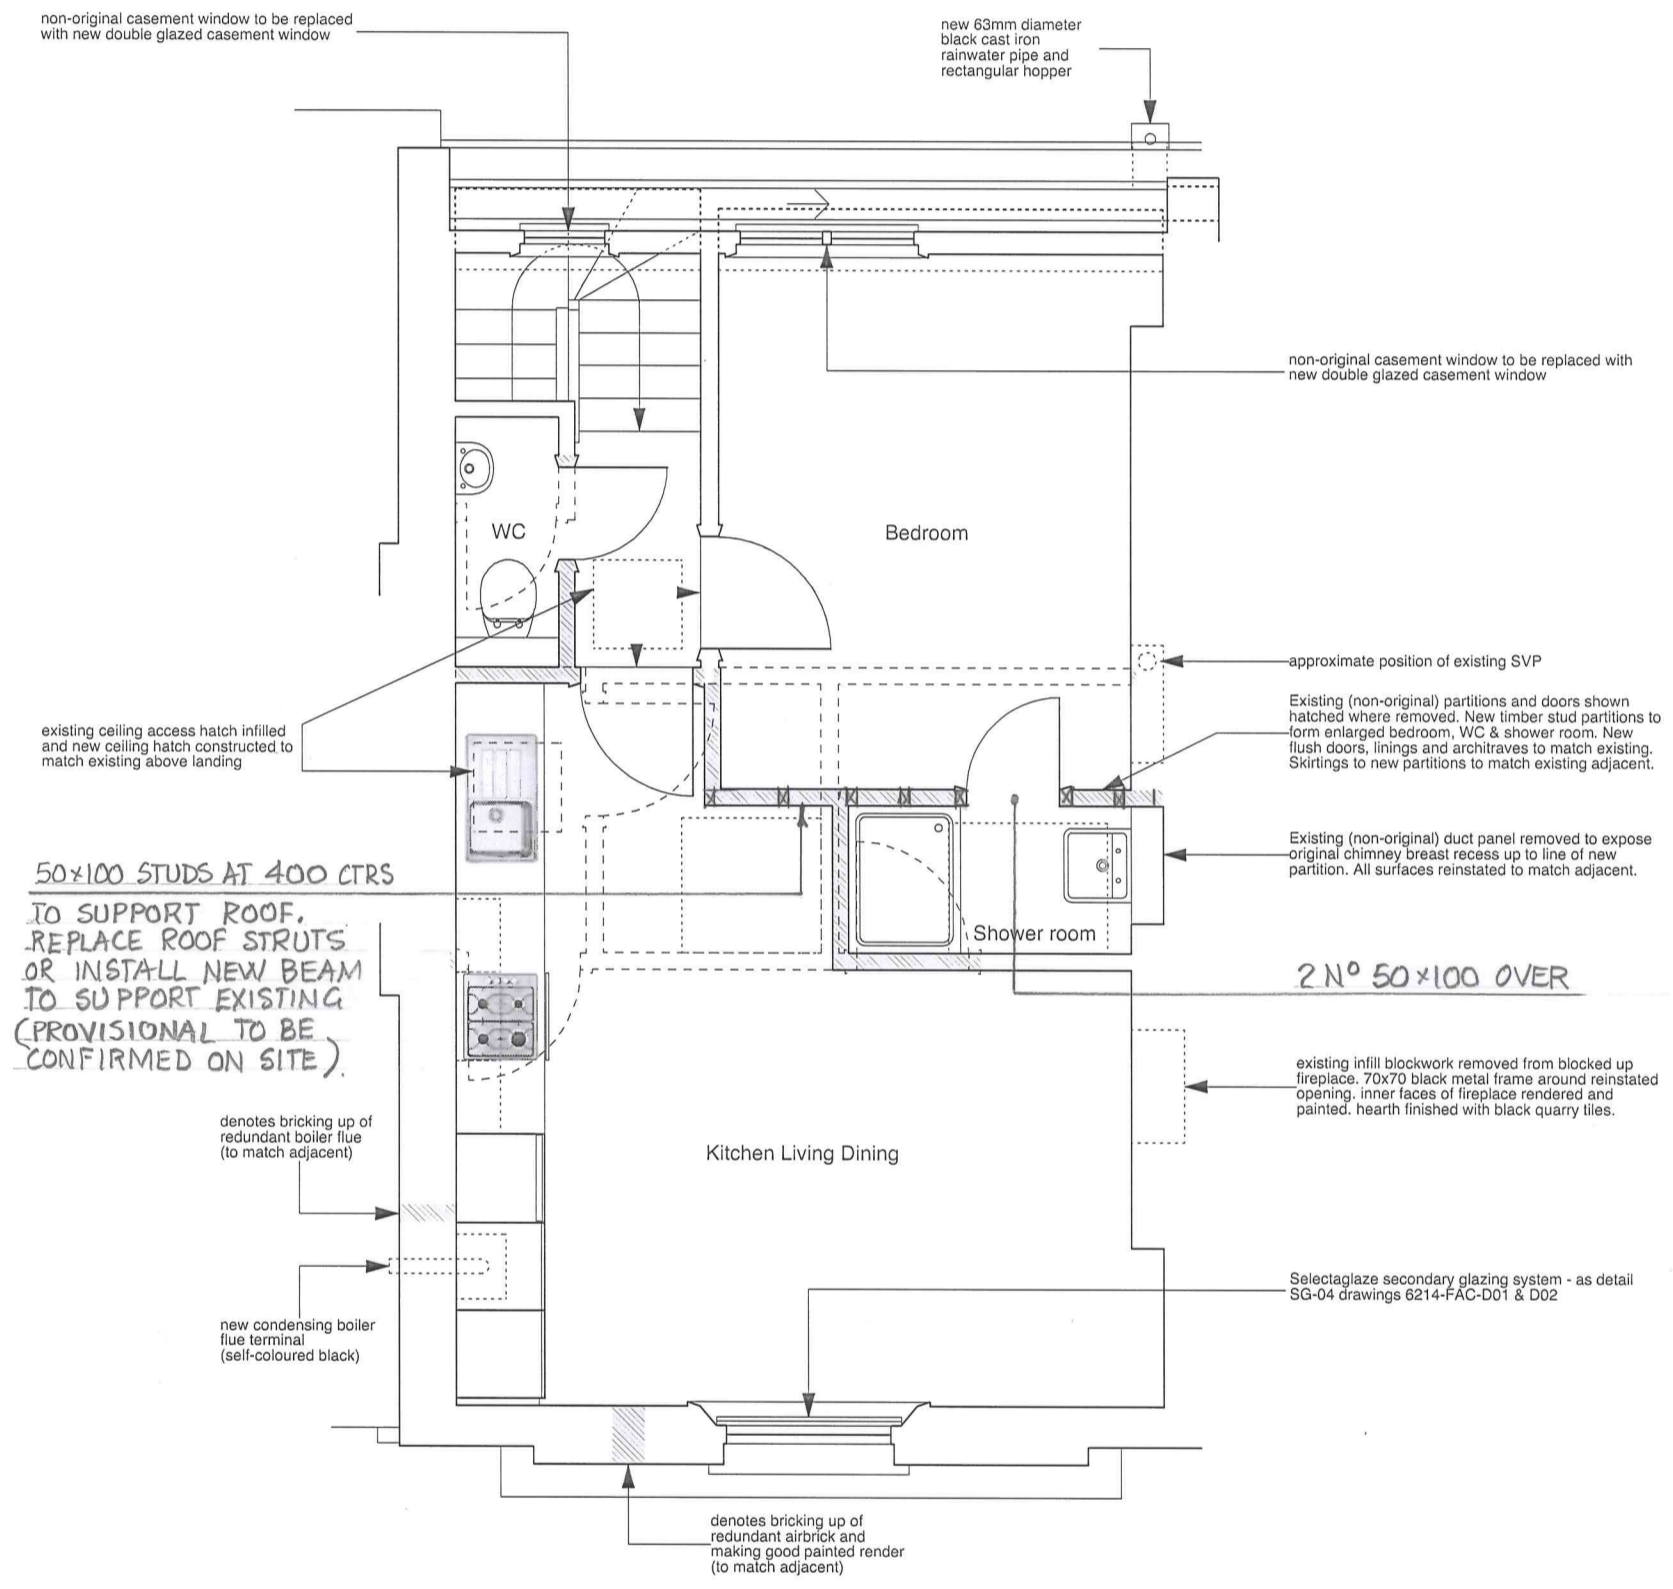 non-original casement window to be replaced
with new double glazed casement window
new 63mm diameter
black cast iron
rainwater pipe and
rectangular hopper
non-original casement window to be replaced with
new double glazed casement window
WC
Bedroom
approximate position of existing SVP
Existing (non-original) partitions and doors shown
hatched where removed. New timber stud partitions to
form enlarged bedroom, WC & shower room. New
flush doors, linings and architraves to match existing.
Skirtings to new partitions to match existing adjacent.
existing ceiling access hatch infilled
and new ceiling hatch constructed to
match existing above landing
Existing (non-original) duct panel removed to expose
original chimney breast recess up to line of new
partition. All surfaces reinstated to match adjacent.
50x100 STUDS AT 400 CTRS
TO SUPPORT ROOF.
REPLACE ROOF STRUTS
OR INSTALL NEW BEAM
TO SUPPORT EXISTING
(PROVISIONAL TO BE
CONFIRMED ON SITE).
Shower room
2 Nº 50x100 OVER
existing infill blockwork removed from blocked up
fireplace. 70x70 black metal frame around reinstated
opening. inner faces of fireplace rendered and
painted. hearth finished with black quarry tiles.
denotes bricking up of
redundant boiler flue
(to match adjacent)
Kitchen Living Dining
Selectaglaze secondary glazing system - as detail
SG-04 drawings 6214-FAC-D01 & D02
new condensing boiler
flue terminal
(self-coloured black)
denotes bricking up of
redundant airbrick and
making good painted render
(to match adjacent)